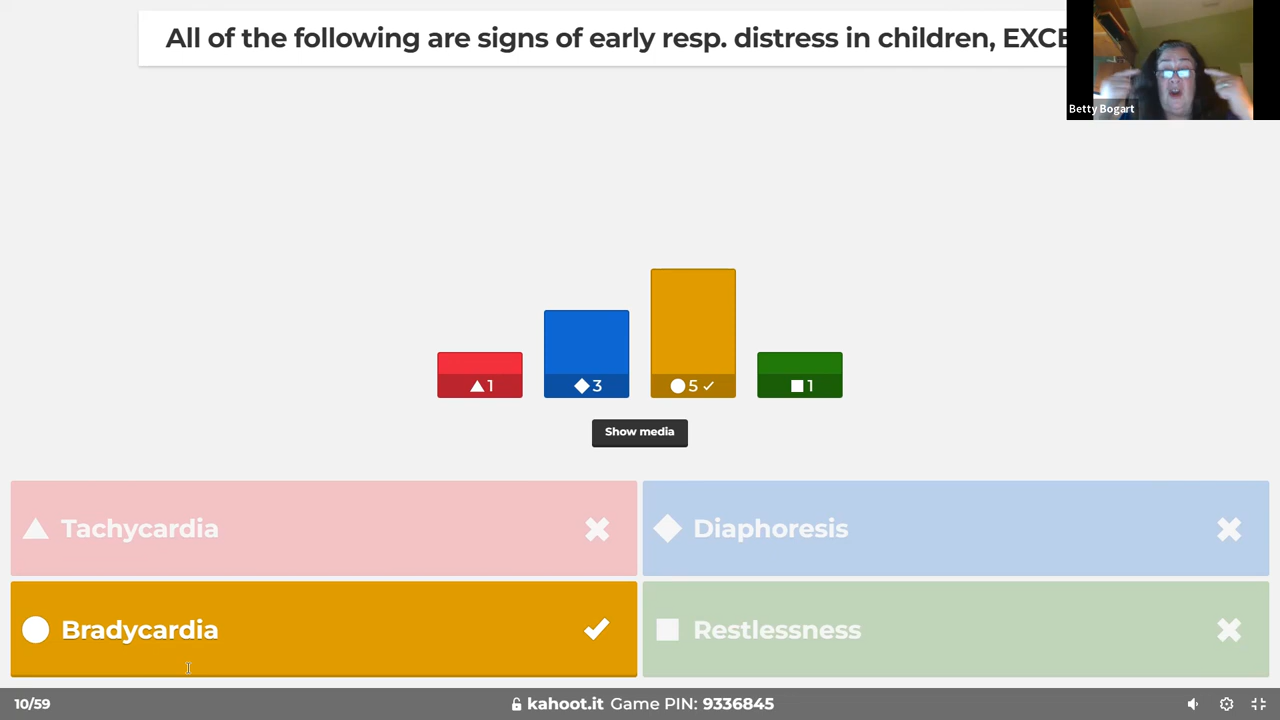 All of the following are signs of early resp. distress in children, EXCE
Betty Bogart
1
3
5
1
Show media
Tachycardia
Diaphoresis
Bradycardia
Restlessness
10/59
kahoot.it Game PIN: 9336845